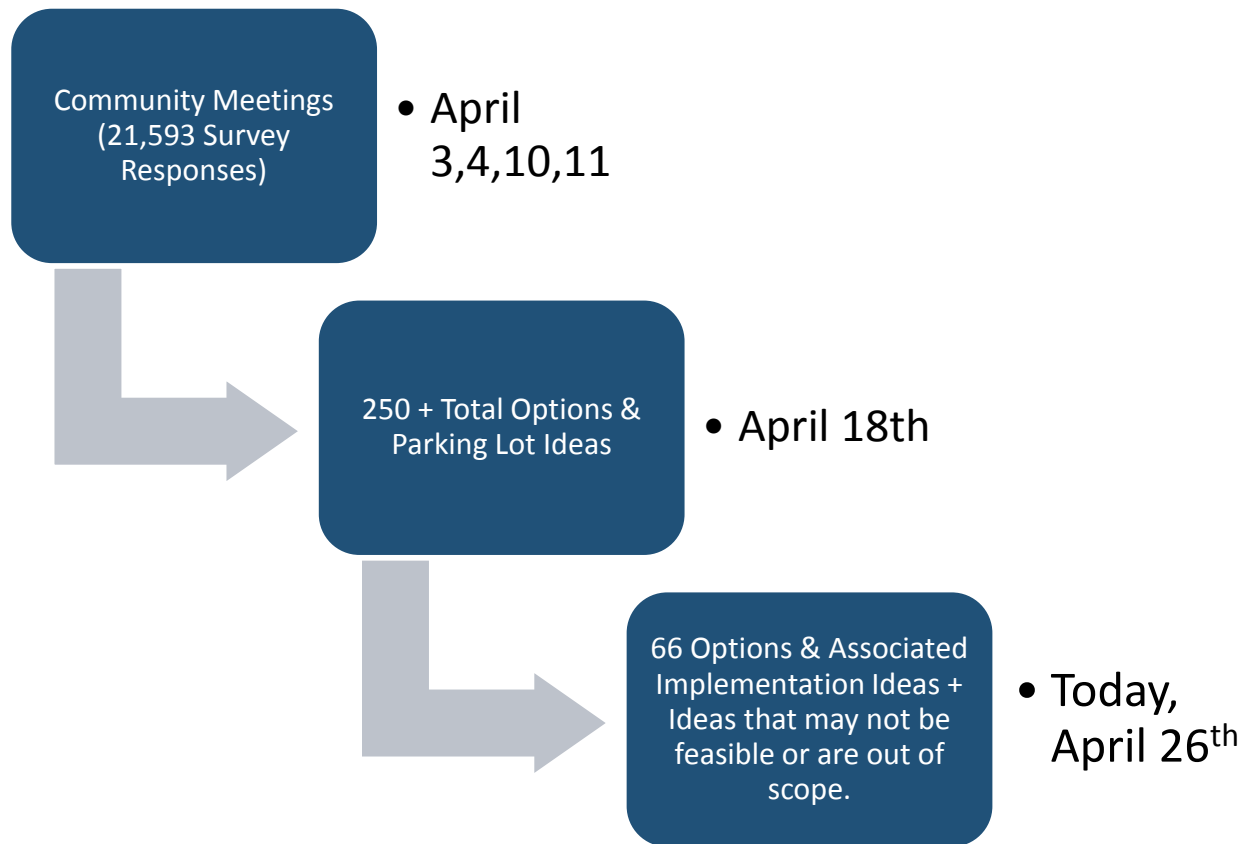 Community Meetings
(21,593 Survey
Responses)
• April
3,4,10,11
250 + Total Options &
Parking Lot Ideas
• April 18th
66 Options & Associated
Implementation Ideas +
Ideas that may not be
feasible or are out of
scope.
• Today,
April 26th